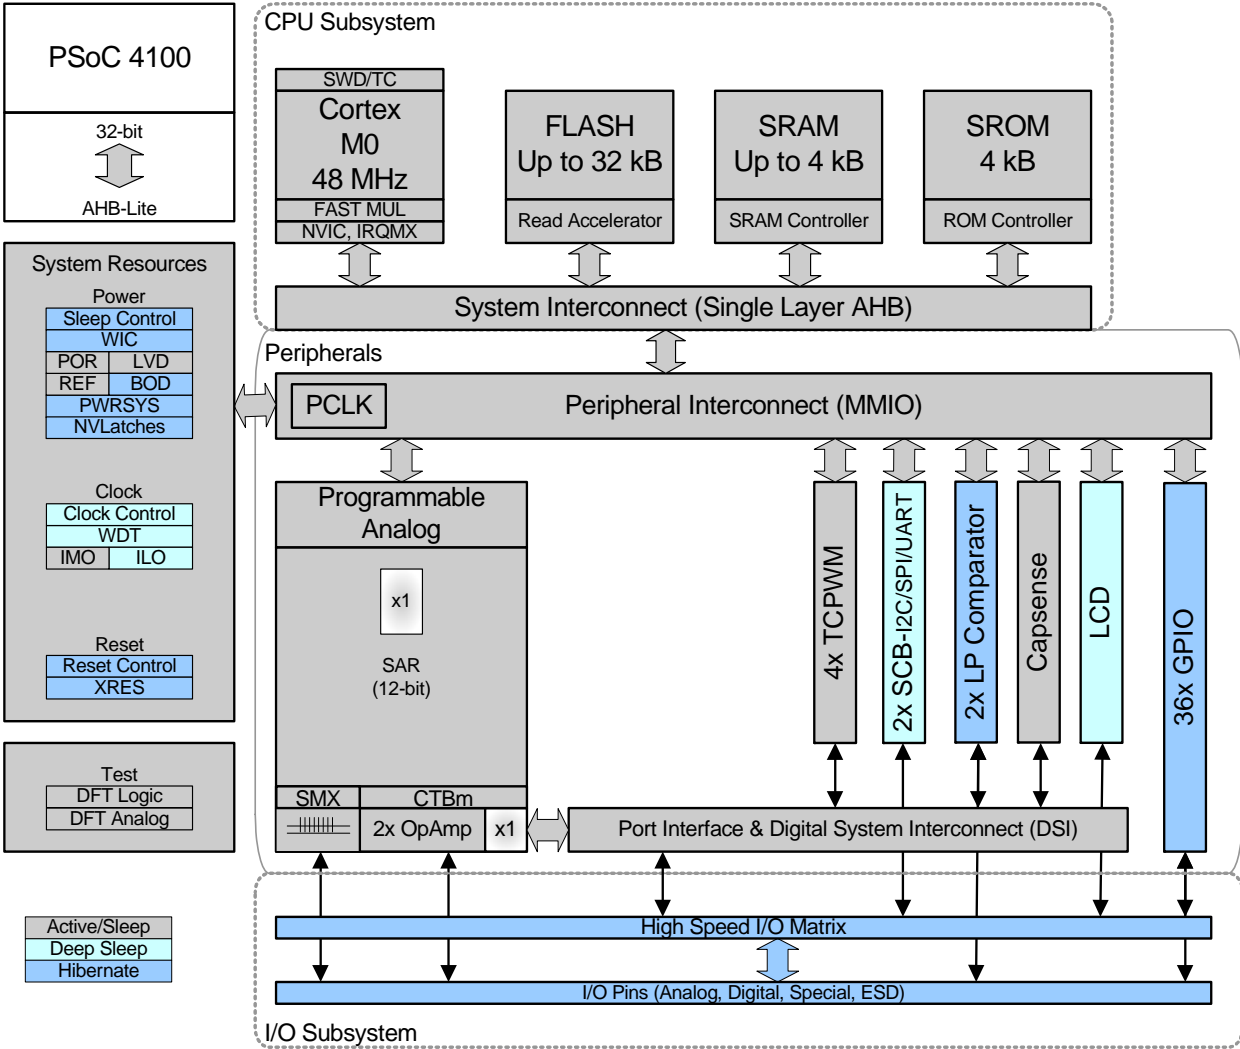 PSoC 4100
32-bit
AHB-Lite
CPU Subsystem
SWD/TC
Cortex
M0
48 MHz
FAST MUL
NVIC, IRQMX
FLASH
Up to 32 kB
Read Accelerator
SRAM
Up to 4 kB
SRAM Controller
SROM
4 kB
ROM Controller
System Interconnect (Single Layer AHB)
System Resources
Power
Sleep Control
WIC
POR
LVD
REF
BOD
PWRSYS
NVLatches
Clock
Clock Control
WDT
IMO
ILO
Reset
Reset Control
XRES
Test
DFT Logic
DFT Analog
Peripherals
PCLK
Peripheral Interconnect (MMIO)
Programmable
Analog
x1
SAR
(12-bit)
SMX
CTBm
2x OpAmp
x1
4x TCPWM
2x SCB-I2C/SPI/UART
2x LP Comparator
Capsense
LCD
36x GPIO
Port Interface & Digital System Interconnect (DSI)
High Speed I/O Matrix
I/O Pins (Analog, Digital, Special, ESD)
I/O Subsystem
Active/Sleep
Deep Sleep
Hibernate